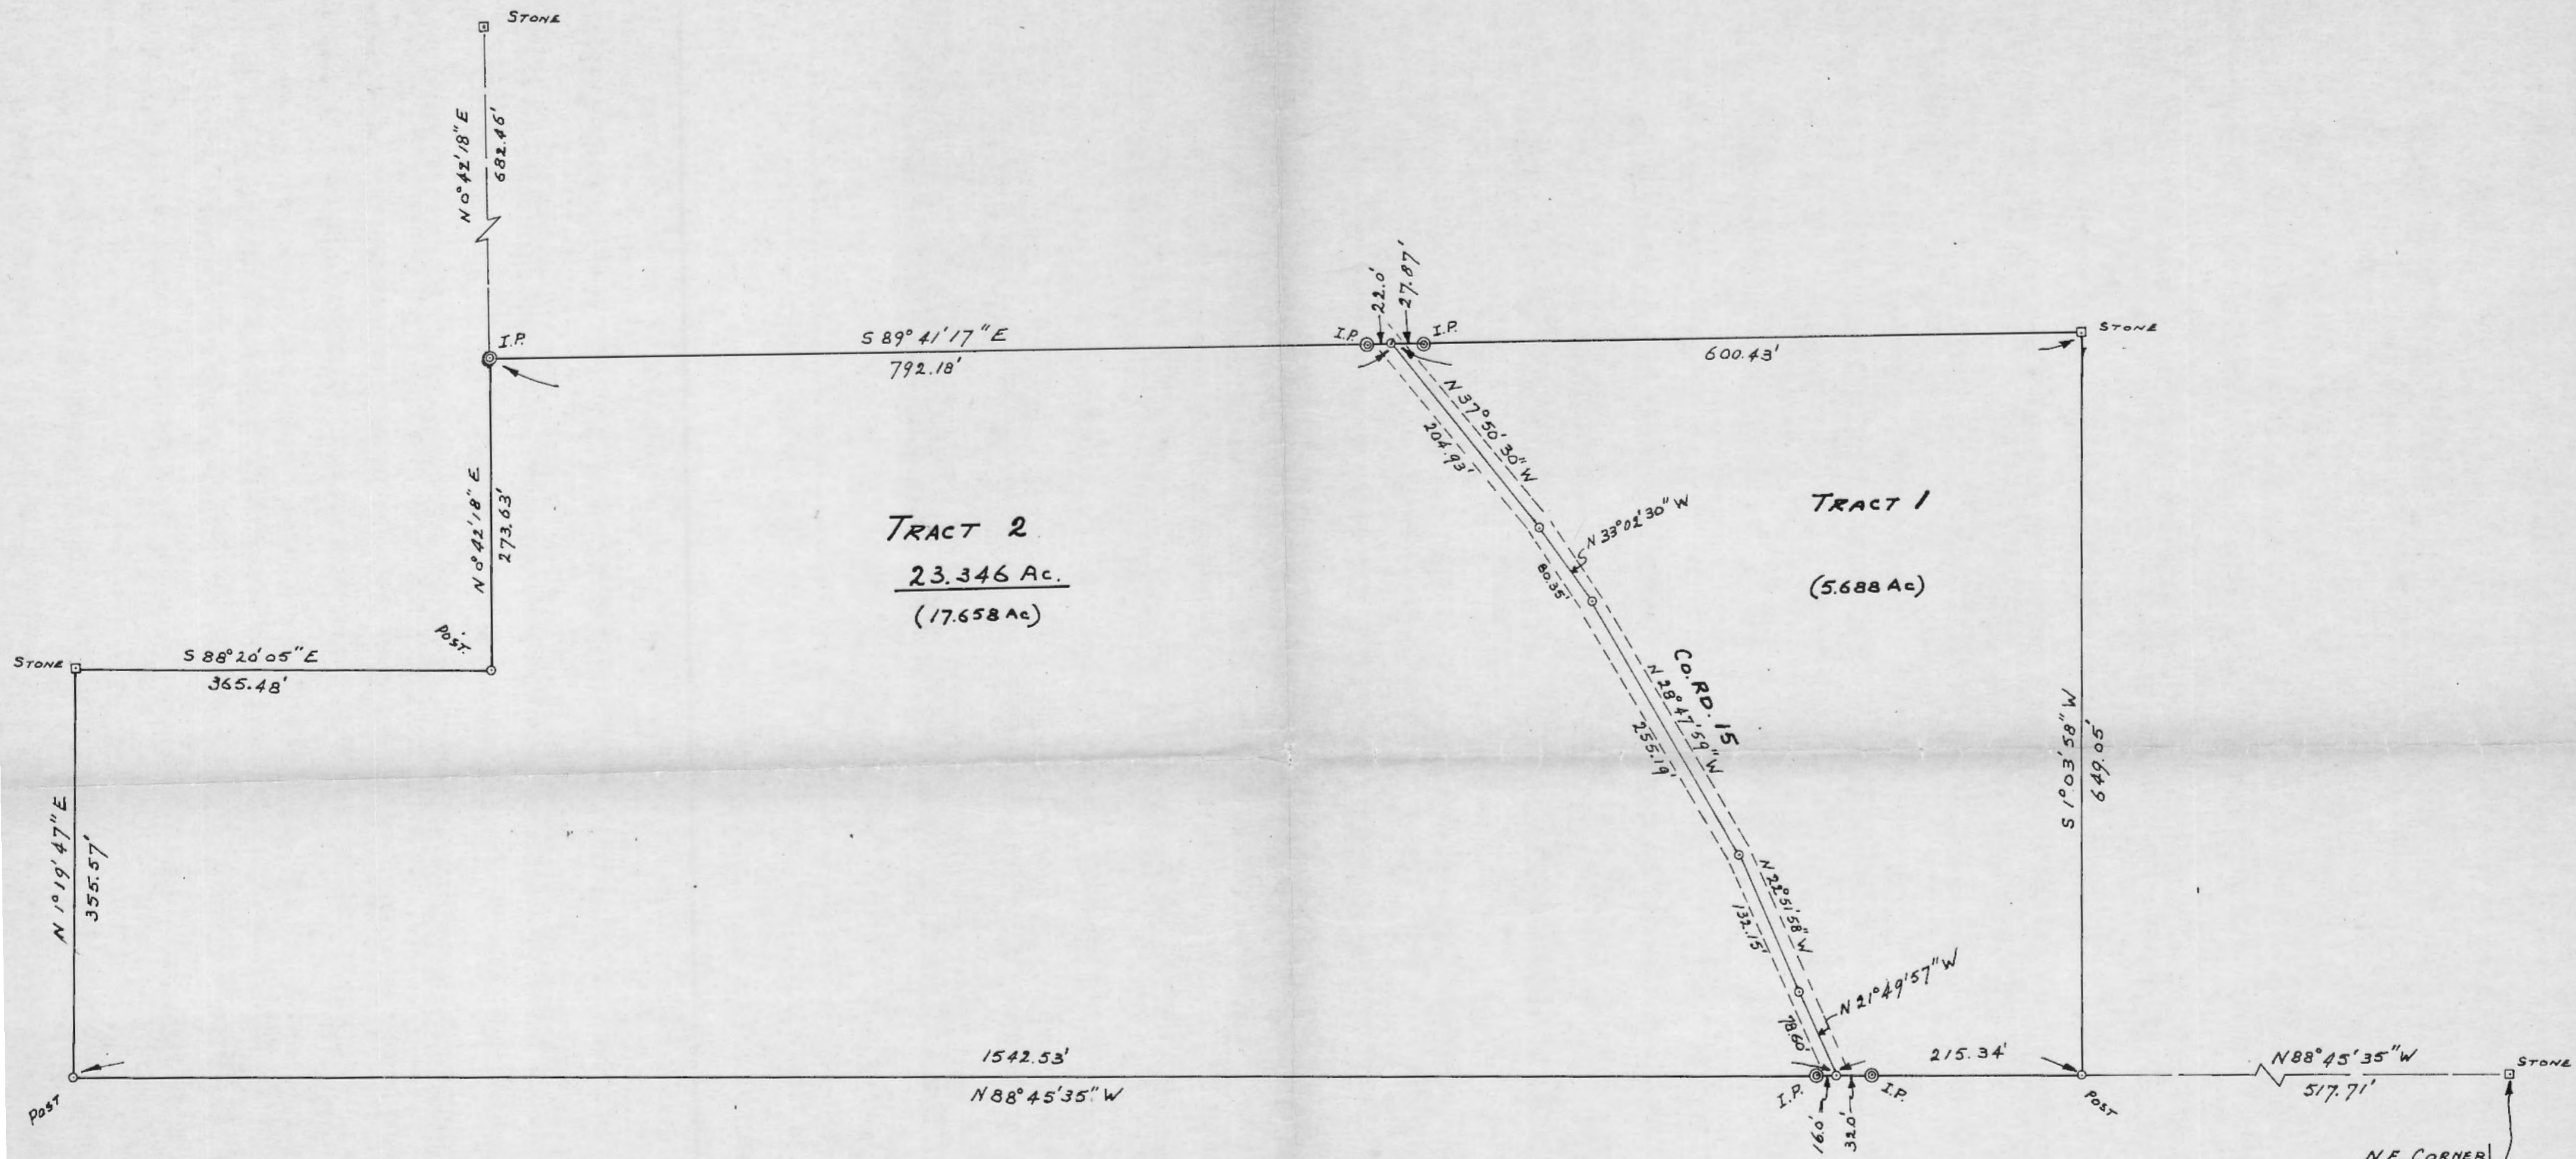 STONE
N 0°42'18" E
682.46'
22.0'
27.87'
I.P.
S 89°41'17" E
792.18'
I.P.
I.P.
600.43'
STONE
N 37°50'30" W
204.93'
N 0°42'18" E
273.63'
TRACT 2
23.346 Ac.
(17.658 Ac)
N 33°02'30" W
80.35'
TRACT 1
(5.688 Ac)
POST.
STONE
S 88°20'05" E
365.48'
CO. RD. 15
N 28°47'59" W
255.19'
S 1°03'58" W
649.05'
N 1°19'47" E
355.57'
N 22°51'58" W
132.15'
N 21°49'57" W
78.60'
1542.53'
N 88°45'35" W
215.34'
N 88°45'35" W
517.71'
STONE
POST
I.P.
I.P.
16.0'
32.0'
POST
N.E. CORNER